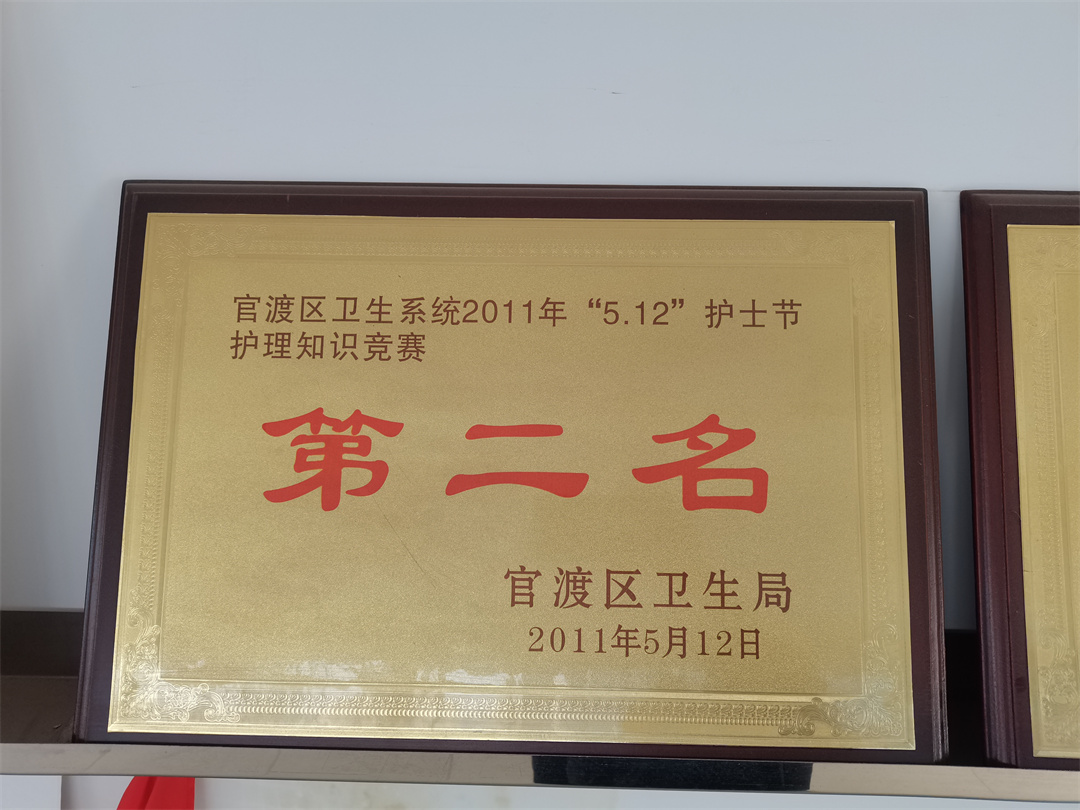 官渡区卫生系统2011年“5.12”护士节
护理知识竞赛
第二名
官渡区卫生局
2011年5月12日